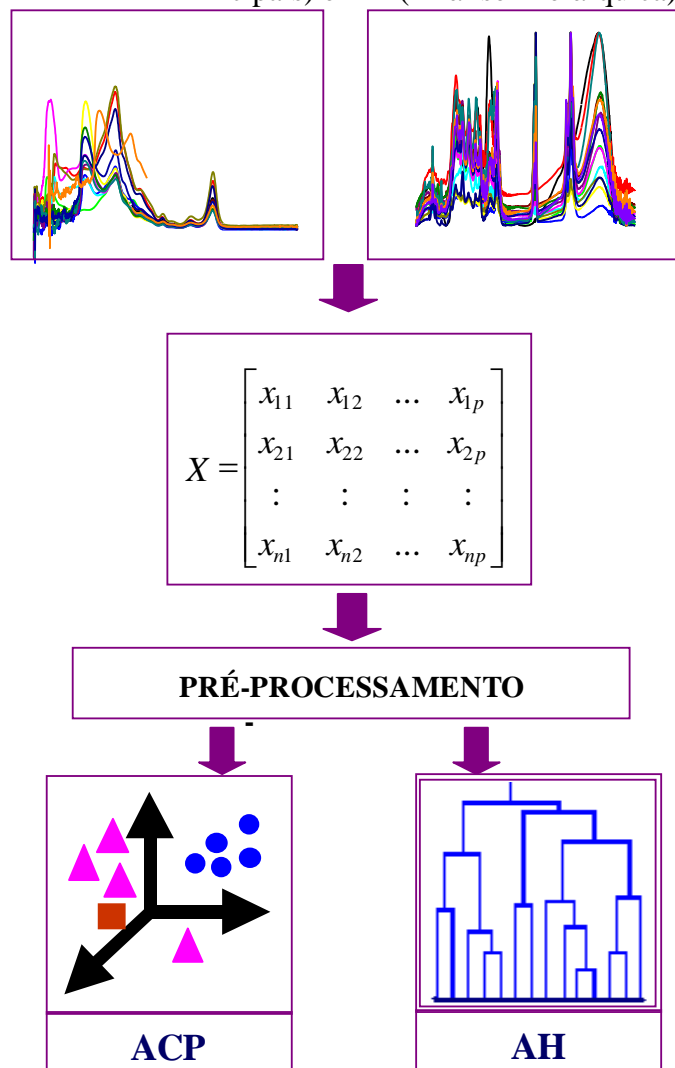 X = [ x11 x12 ... x1p
x21 x22 ... x2p
: : : :
xn1 xn2 ... xnp ]
PRÉ-PROCESSAMENTO
-
ACP
AH